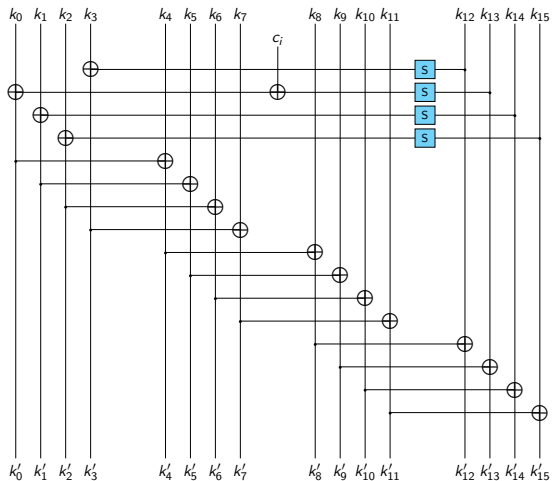 k₀ k₁ k₂ k₃ k₄ k₅ k₆ k₇ k₈ k₉ k₁₀ k₁₁ k₁₂ k₁₃ k₁₄ k₁₅
cᵢ
S
S
S
S
k′₀ k′₁ k′₂ k′₃ k′₄ k′₅ k′₆ k′₇ k′₈ k′₉ k′₁₀ k′₁₁ k′₁₂ k′₁₃ k′₁₄ k′₁₅